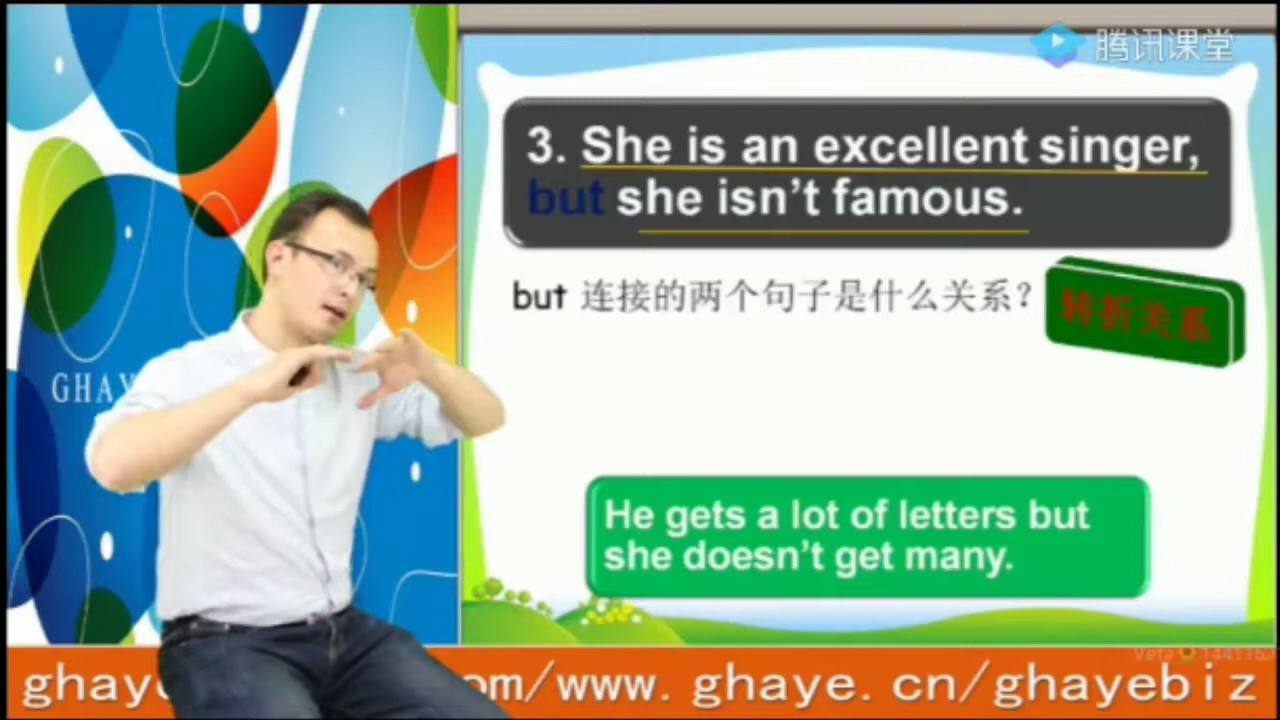 腾讯课堂
3. She is an excellent singer,
but she isn't famous.
but 连接的两个句子是什么关系?
转折关系
GHAY
He gets a lot of letters but
she doesn't get many.
ghay om/www.ghaye.cn/ghayebiz